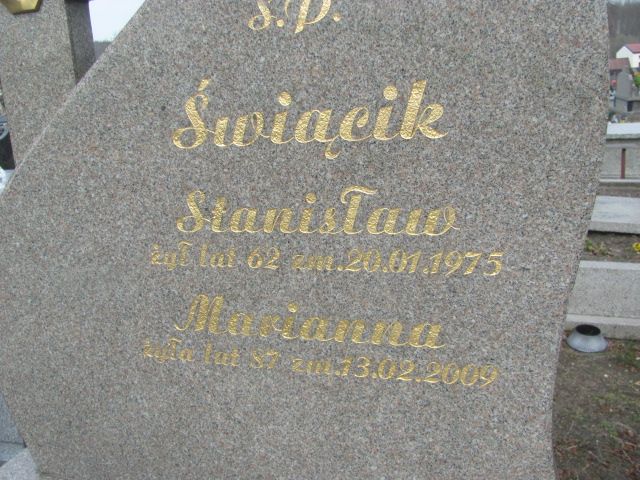 Ś.P.
Świącik
Stanisław
żył lat 62 zm.20.01.1975
Marianna
żyła lat 87 zm.13.02.2009